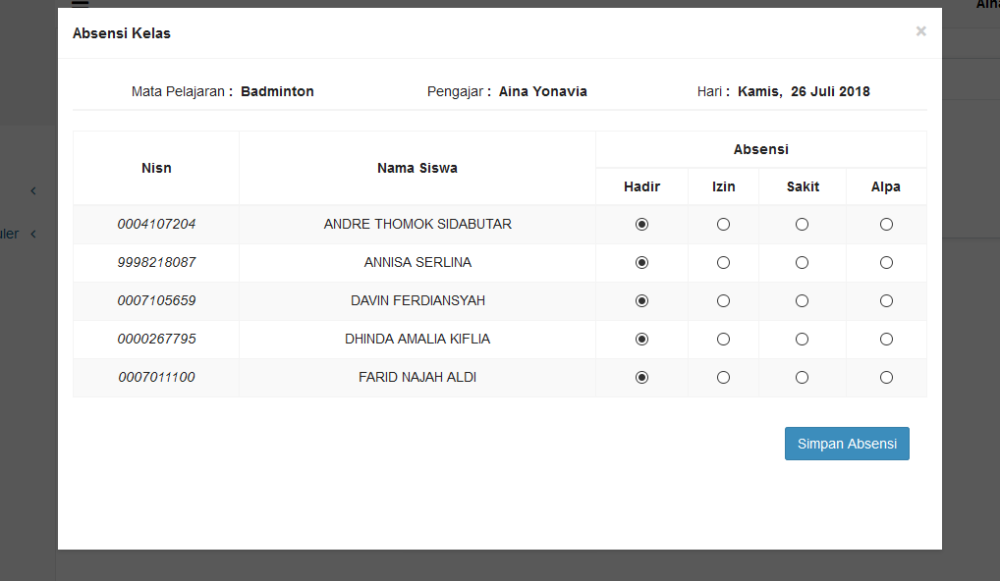 Absensi Kelas ×
Mata Pelajaran : Badminton Pengajar : Aina Yonavia Hari : Kamis, 26 Juli 2018
Nisn Nama Siswa Absensi
Hadir Izin Sakit Alpa
0004107204 ANDRE THOMOK SIDABUTAR
9998218087 ANNISA SERLINA
0007105659 DAVIN FERDIANSYAH
0000267795 DHINDA AMALIA KIFLIA
0007011100 FARID NAJAH ALDI
Simpan Absensi